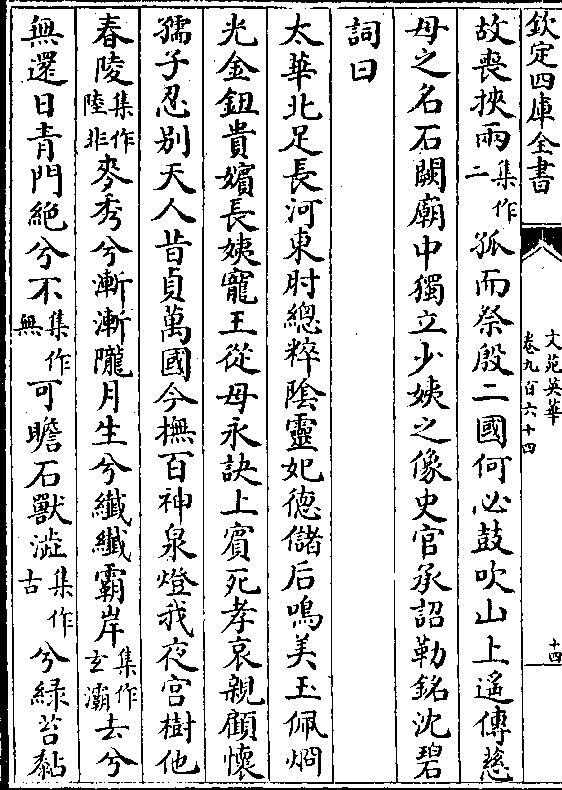 欽定四庫全書
文苑英華
卷九百六十四
十四
故喪挾兩集作二孤而祭殷二國何必鼓吹山上遙傳慈
母之名石闕廟中獨立少姨之像史官承詔勒銘沈碧
詞曰
太華北足長河東肘總粹陰靈妃德儲后鳴美玉佩烱
光金鈕貴嬪長姨寵王從母永訣上賓死孝哀親顧懷
孺子忍别天人昔貞萬國今撫百神泉燈我夜宮樹他
春陵集作陸非麥秀兮漸漸隴月生兮纎纎霸岸集作玄灞去兮
無還日青門絶兮不集作無可瞻石獸澁集作古兮緑苔黏